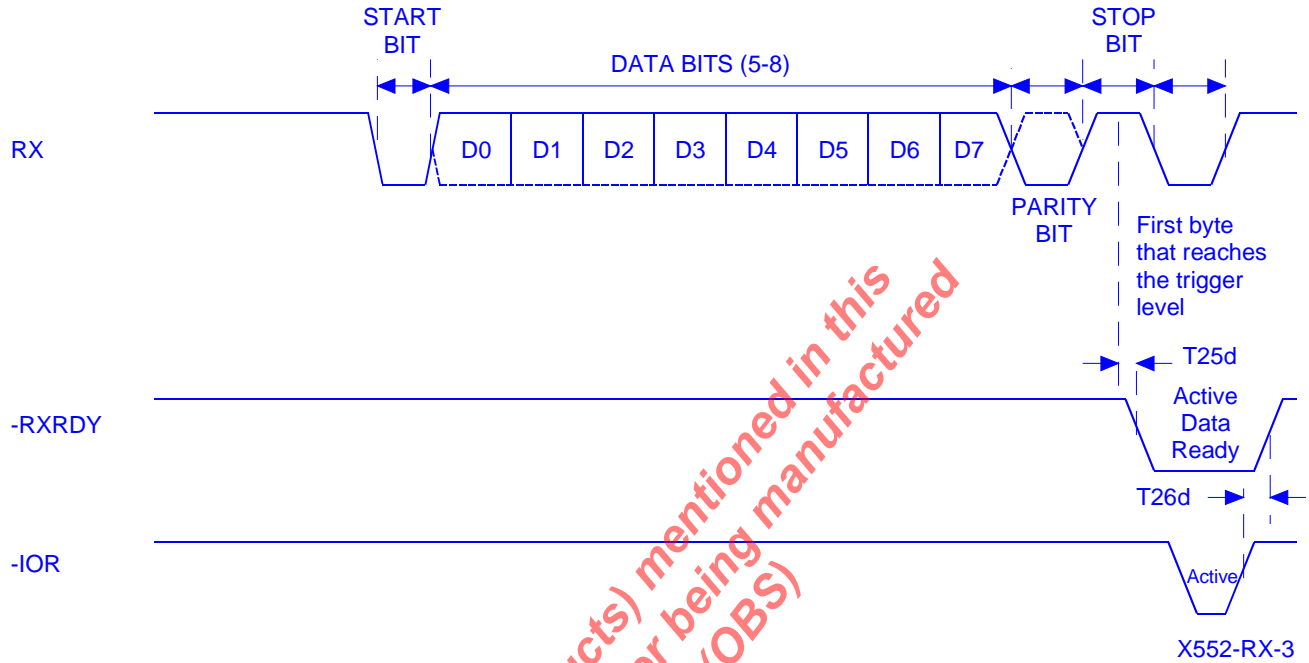 START
BIT
STOP
BIT
DATA BITS (5-8)
RX
D0 D1 D2 D3 D4 D5 D6 D7
PARITY
BIT
First byte
that reaches
the trigger
level
T25d
-RXRDY
Active
Data
Ready
T26d
-IOR
Active
X552-RX-3
mentioned in this
being manufactured
(OBS)